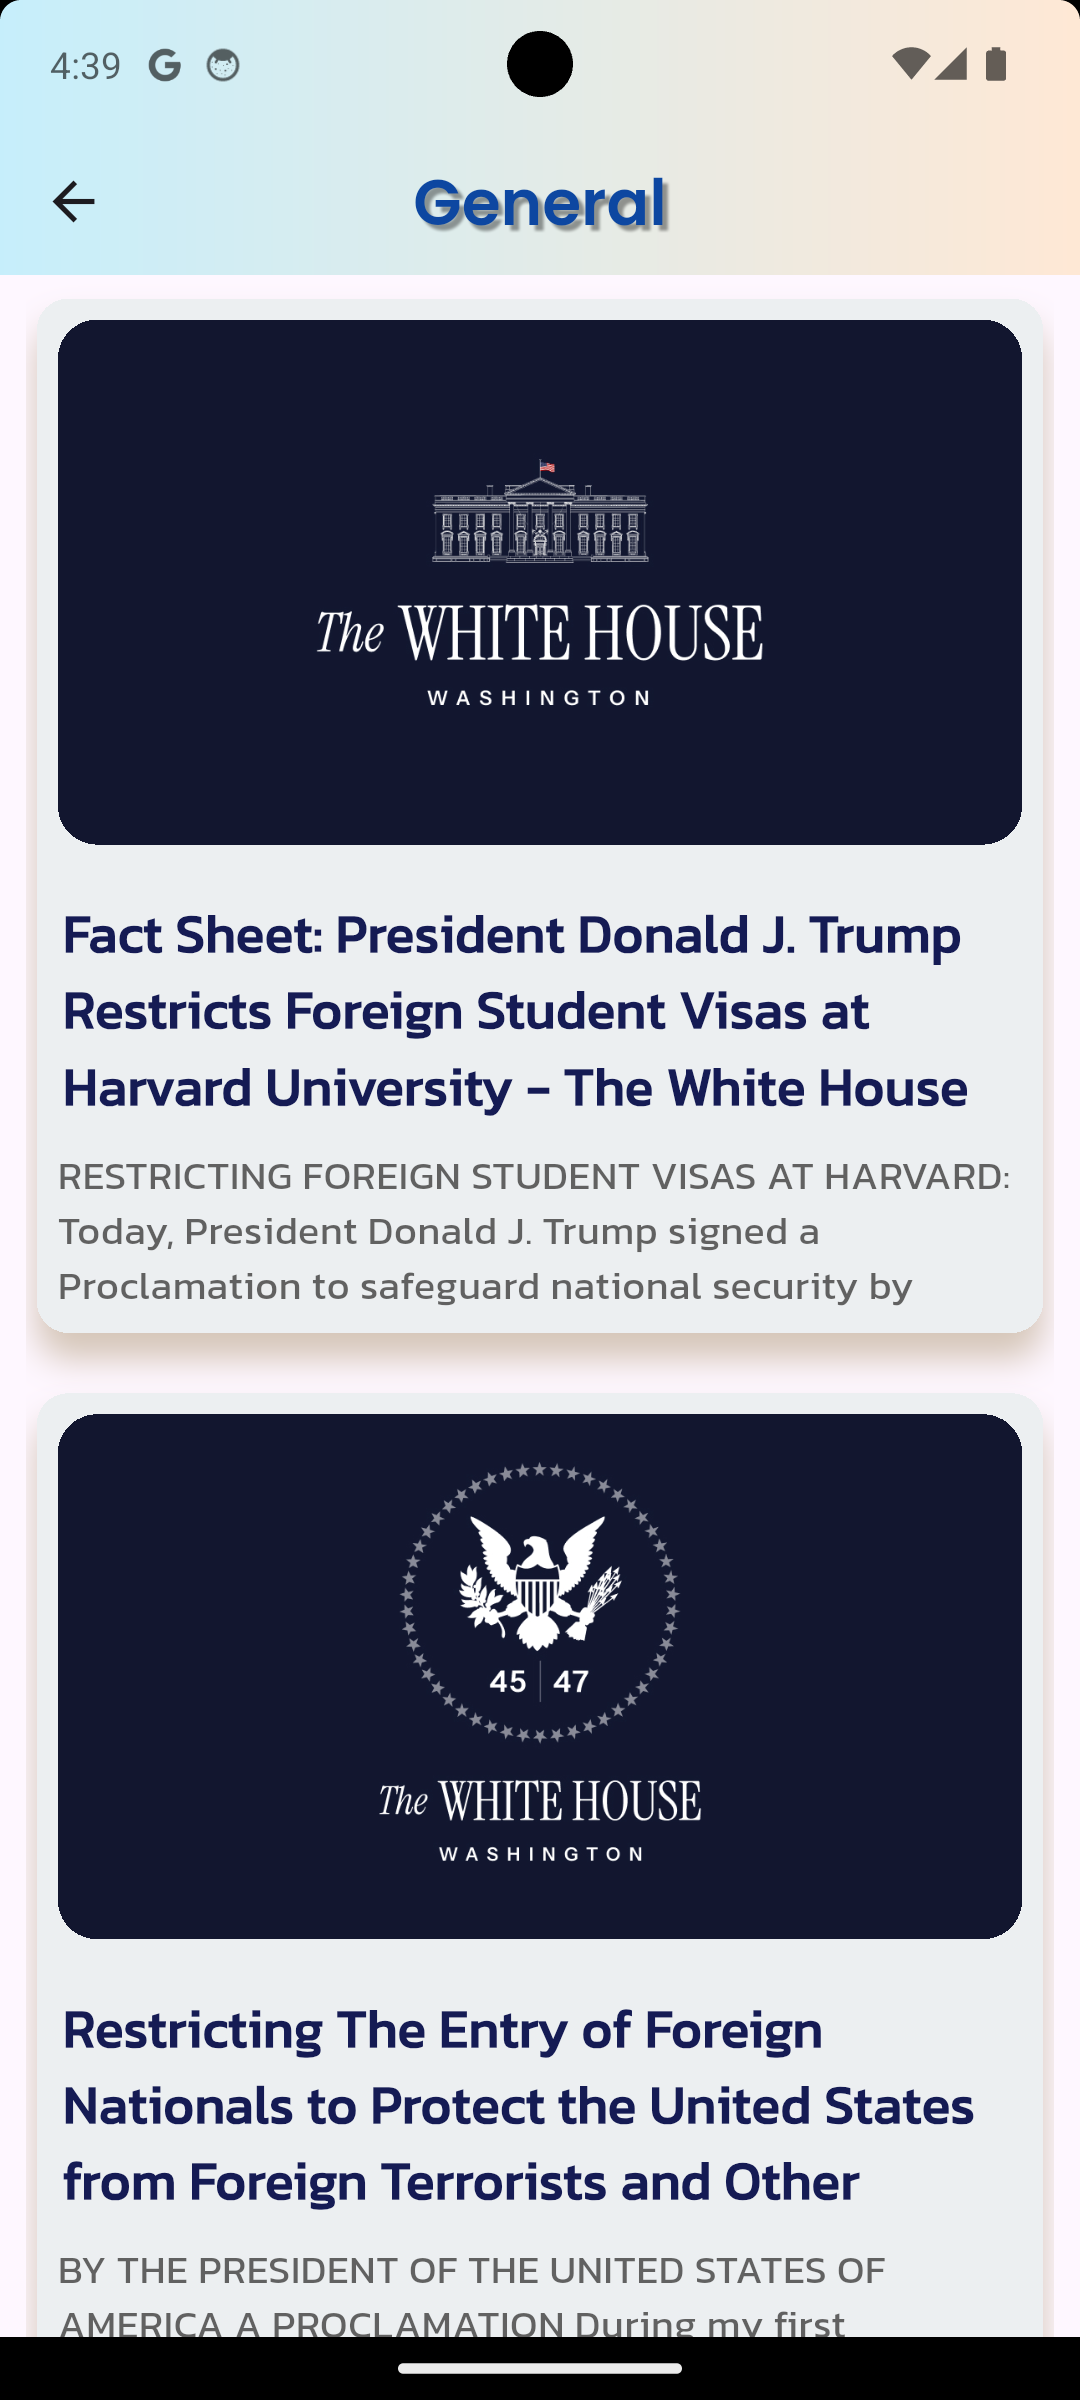 4:39
General
The WHITE HOUSE
WASHINGTON
Fact Sheet: President Donald J. Trump
Restricts Foreign Student Visas at
Harvard University - The White House
RESTRICTING FOREIGN STUDENT VISAS AT HARVARD:
Today, President Donald J. Trump signed a
Proclamation to safeguard national security by
45 | 47
The WHITE HOUSE
WASHINGTON
Restricting The Entry of Foreign
Nationals to Protect the United States
from Foreign Terrorists and Other
BY THE PRESIDENT OF THE UNITED STATES OF
AMERICA A PROCLAMATION During my first